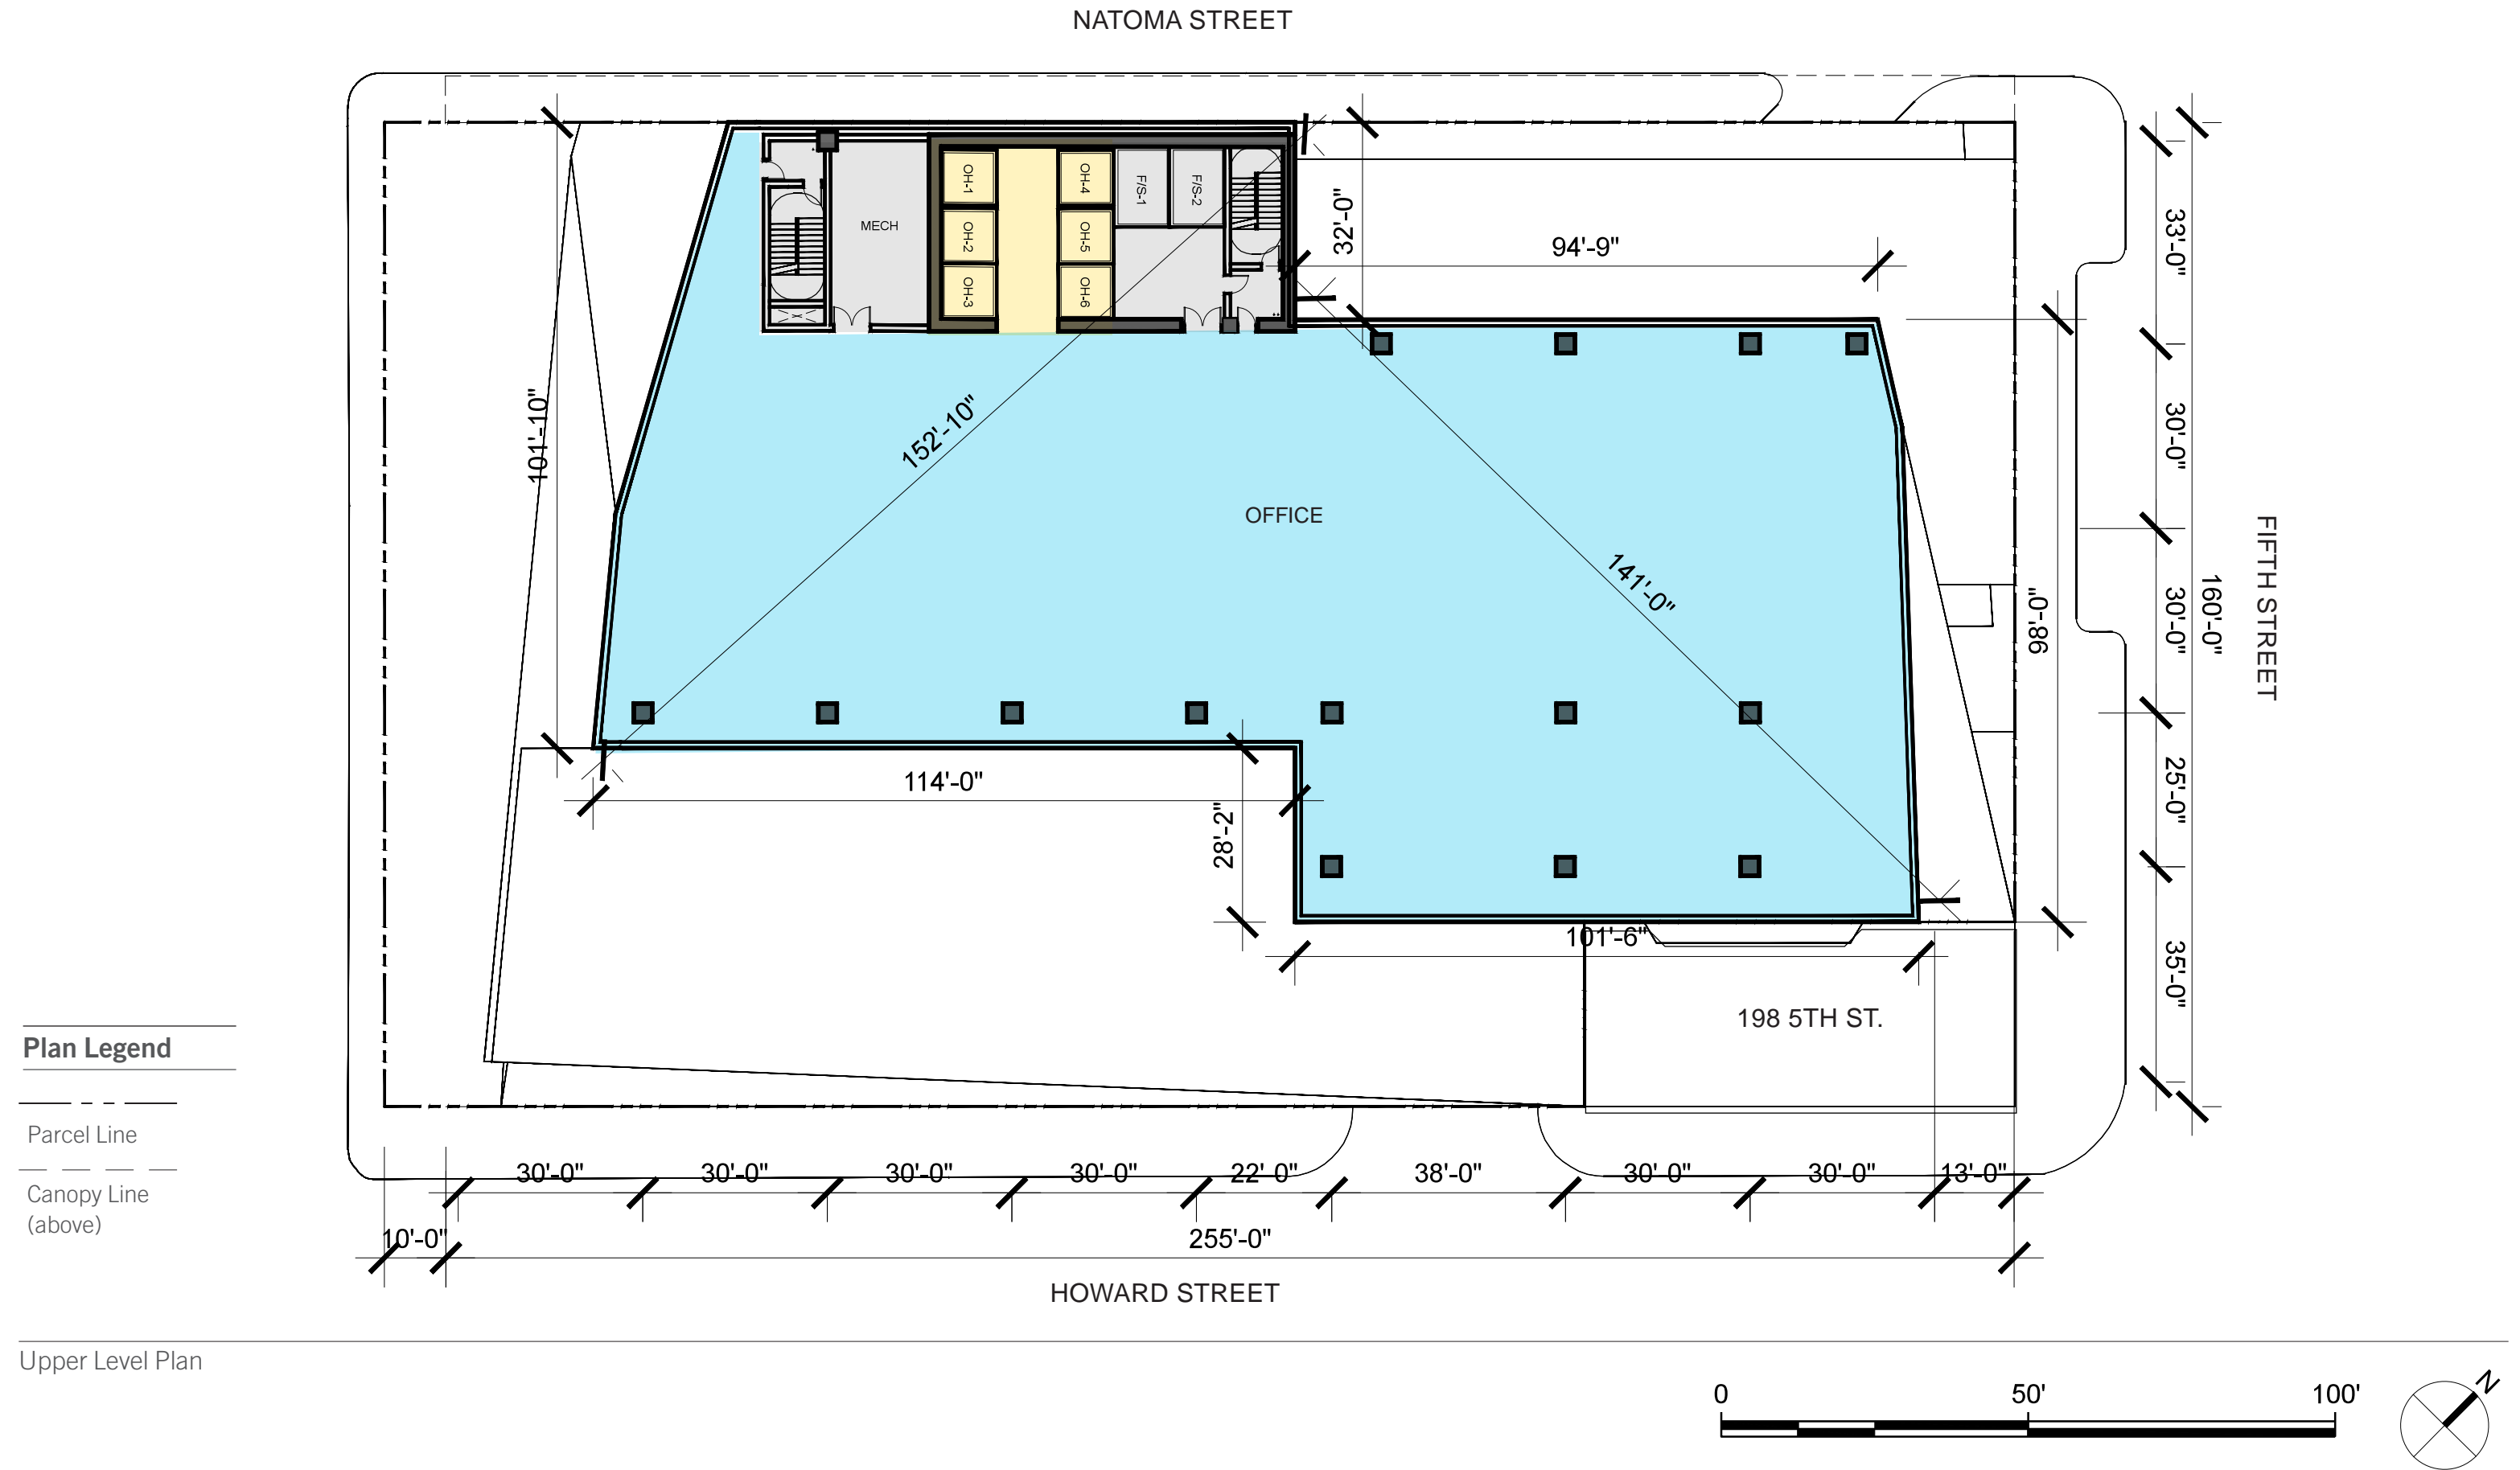 NATOMA STREET
OH-1
OH-4
F/S-1
F/S-2
MECH
OH-2
OH-5
OH-3
OH-6
32'-0"
94'-9"
33'-0"
101'-10"
152'-10"
30'-0"
OFFICE
141'-0"
98'-0"
30'-0"
160'-0"
FIFTH STREET
114'-0"
28'-2"
25'-0"
101'-6"
35'-0"
198 5TH ST.
Plan Legend
Parcel Line
Canopy Line
(above)
30'-0"
30'-0"
30'-0"
30'-0"
22'-0"
38'-0"
30'-0"
30'-0"
13'-0"
10'-0"
255'-0"
HOWARD STREET
Upper Level Plan
0
50'
100'
N